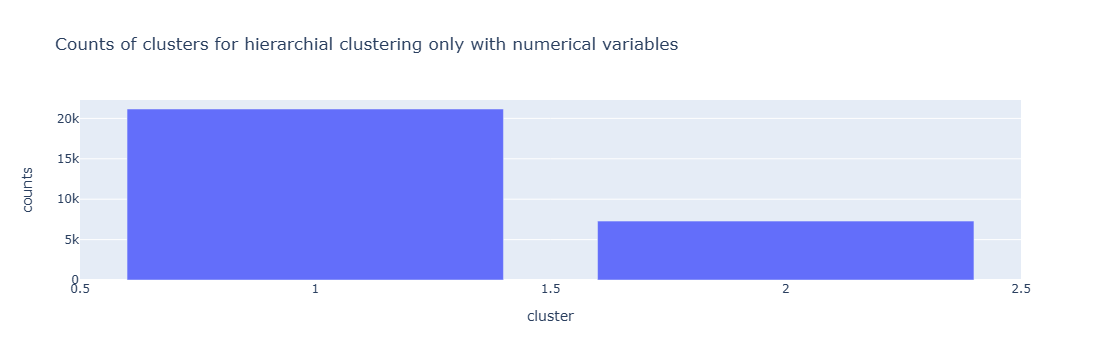 Counts of clusters for hierarchial clustering only with numerical variables
20k
15k
10k
5k
0
counts
0.5 1 1.5 2 2.5
cluster